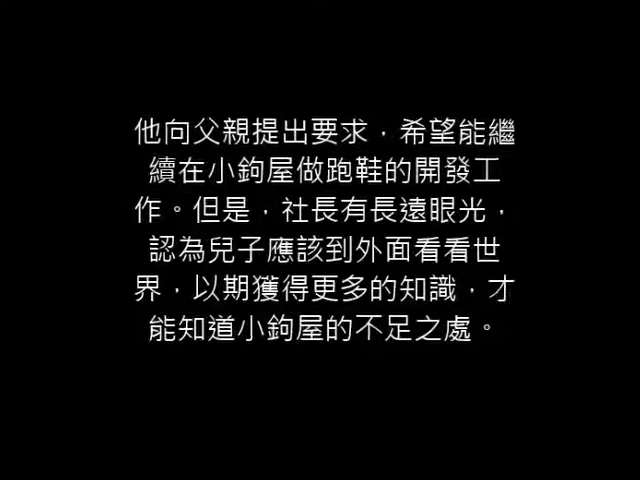 他向父親提出要求，希望能繼
續在小鉤屋做跑鞋的開發工
作。但是，社長有長遠眼光，
認為兒子應該到外面看看世
界，以期獲得更多的知識，才
能知道小鉤屋的不足之處。